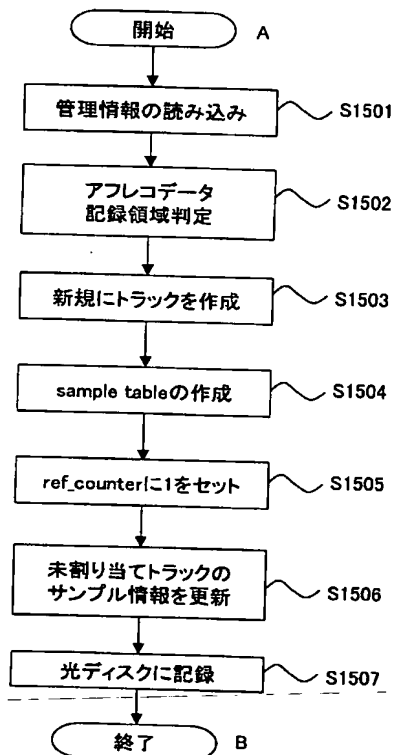 開始 A
管理情報の読み込み S1501
アフレコデータ
記録領域判定 S1502
新規にトラックを作成 S1503
sample tableの作成 S1504
ref_counterに1をセット S1505
未割り当てトラックの
サンプル情報を更新 S1506
光ディスクに記録 S1507
終了 B